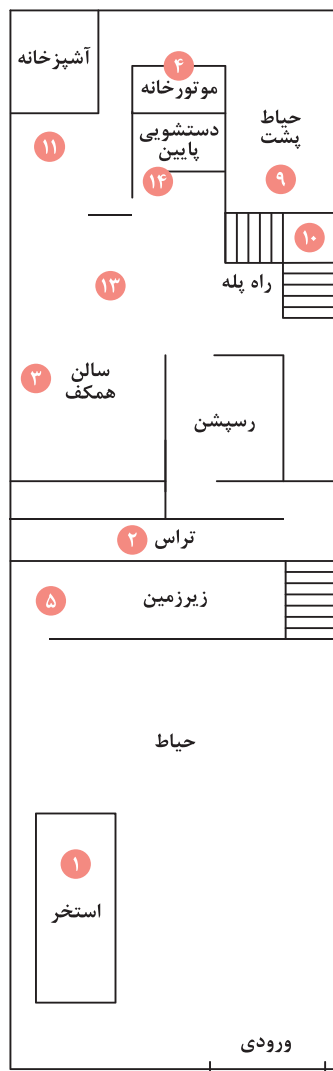 آشپزخانه
۴
موتورخانه
حیاط
پشت
دستشویی
پایین
۱۱
۱۴
۹
۱۰
راه پله
۱۳
سالن
همکف
۳
رسپشن
تراس
۲
زیرزمین
۵
حیاط
۱
استخر
ورودی